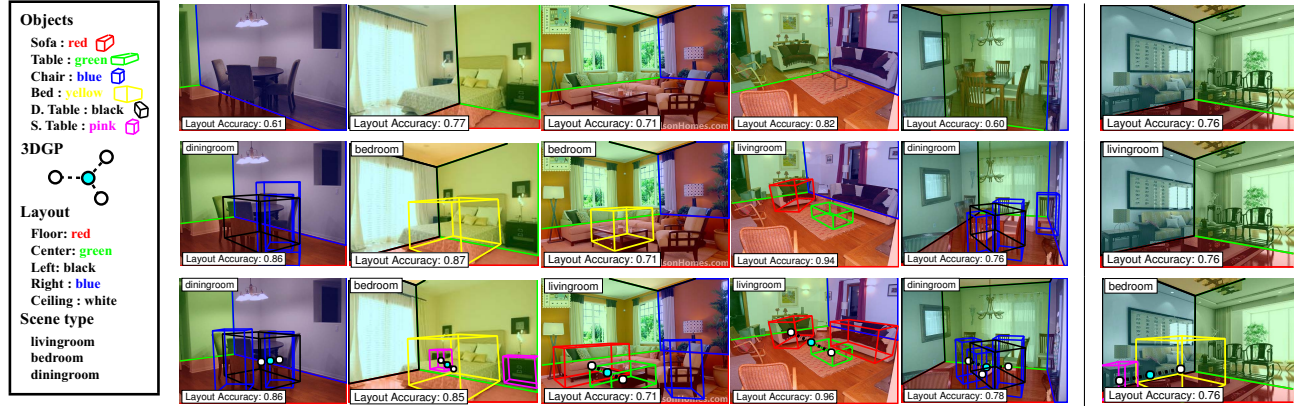 Objects
Sofa : red
Table : green
Chair : blue
Bed : yellow
D. Table : black
S. Table : pink
3DGP
Layout
Floor: red
Center: green
Left: black
Right : blue
Ceiling : white
Scene type
livingroom
bedroom
diningroom
Layout Accuracy: 0.61
Layout Accuracy: 0.77
Layout Accuracy: 0.71
sonHomes.com
Layout Accuracy: 0.82
Layout Accuracy: 0.60
Layout Accuracy: 0.76
diningroom
bedroom
bedroom
livingroom
diningroom
livingroom
Layout Accuracy: 0.86
Layout Accuracy: 0.87
Layout Accuracy: 0.71
sonHomes.com
Layout Accuracy: 0.94
Layout Accuracy: 0.76
Layout Accuracy: 0.76
diningroom
bedroom
livingroom
livingroom
diningroom
bedroom
Layout Accuracy: 0.86
Layout Accuracy: 0.85
Layout Accuracy: 0.71
sonHomes.com
Layout Accuracy: 0.96
Layout Accuracy: 0.78
Layout Accuracy: 0.76